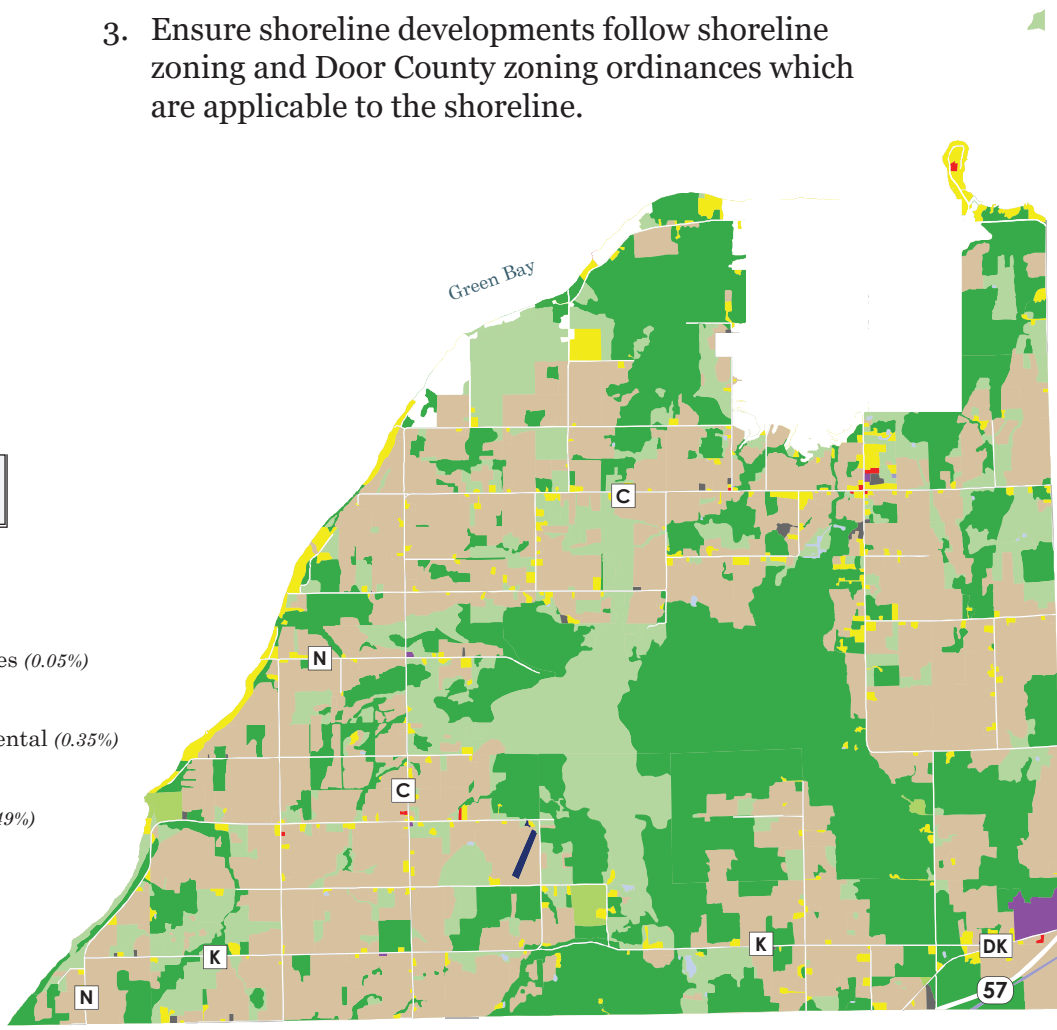 3. Ensure shoreline developments follow shoreline
zoning and Door County zoning ordinances which
are applicable to the shoreline.
Green Bay
C
es (0.05%)
N
ental (0.35%)
C
49%)
K
K
DK
N
57